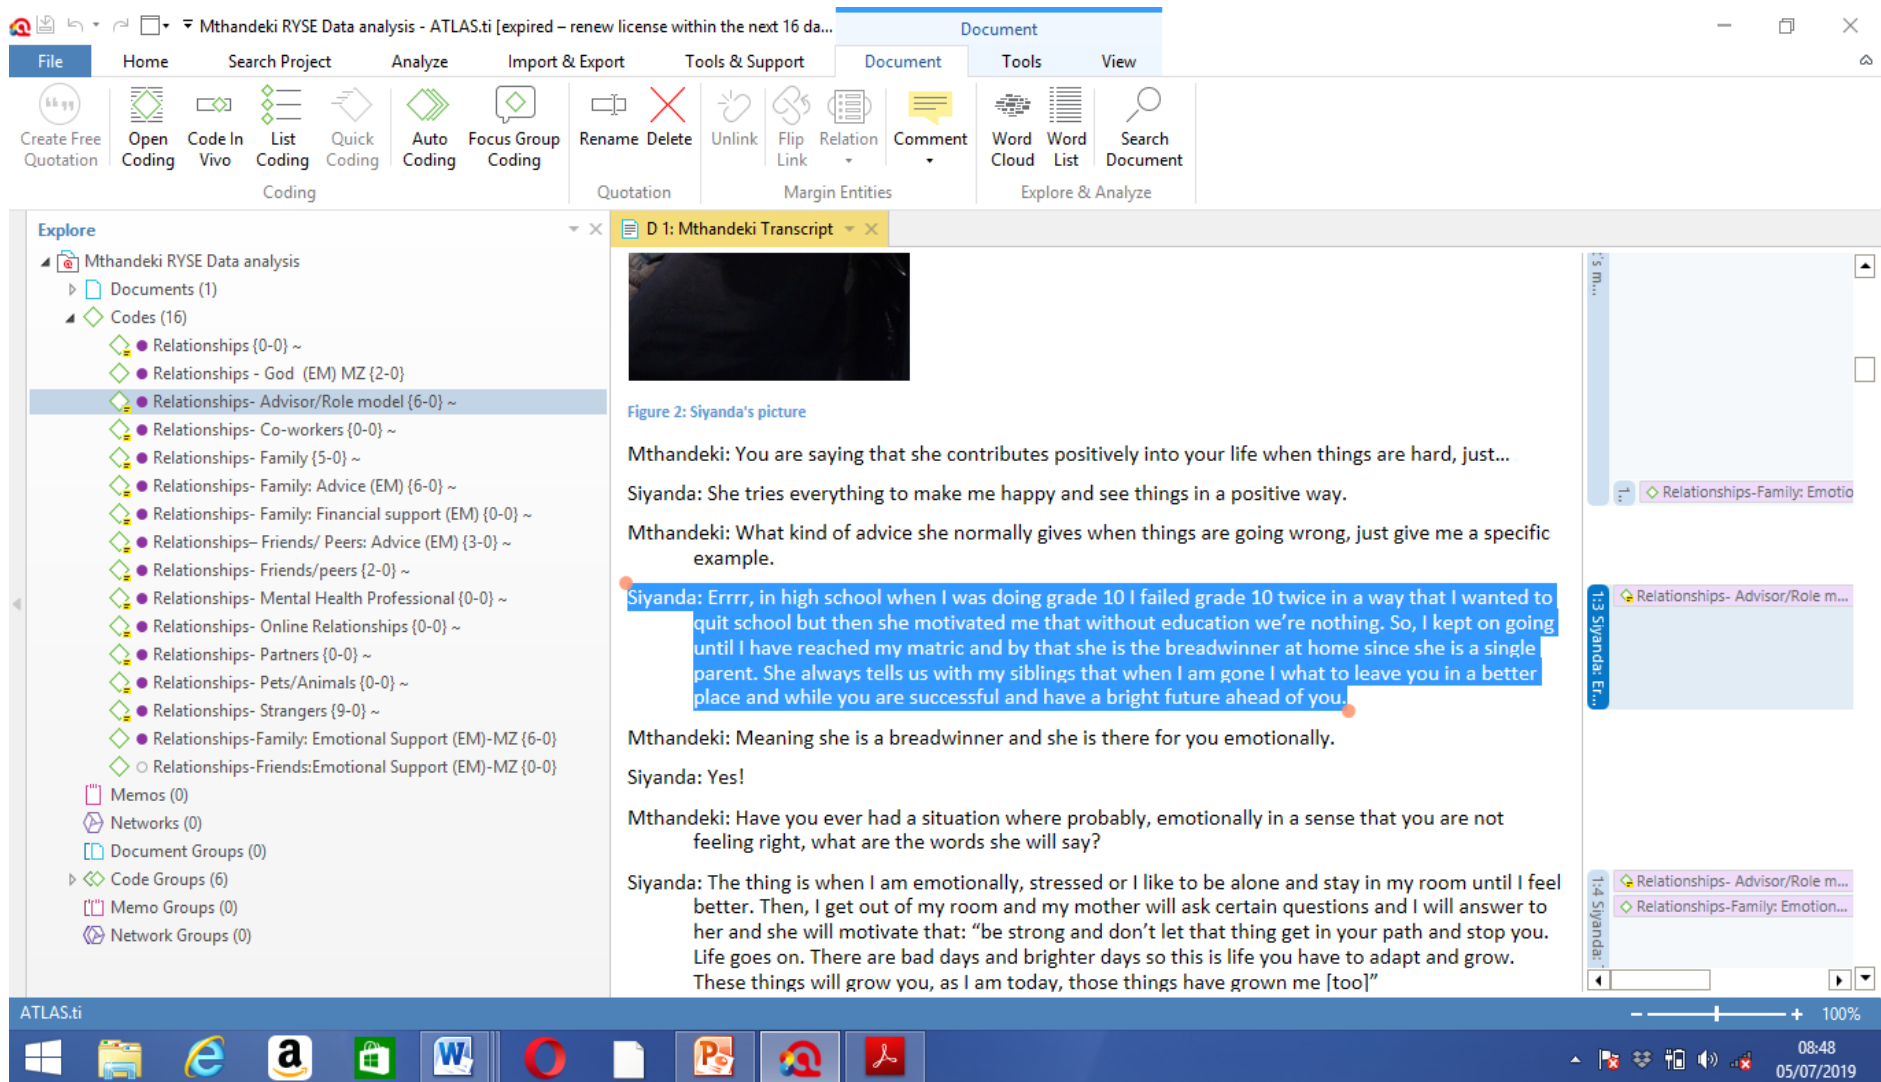 Mthandeki RYSE Data analysis - ATLAS.ti [expired – renew license within the next 16 da...
Document
File Home Search Project Analyze Import & Export Tools & Support Document Tools View
Create Free Quotation
Open Coding
Code In Vivo
List Coding
Quick Coding
Auto Coding
Focus Group Coding
Rename
Delete
Unlink
Flip Link
Relation
Comment
Word Cloud
Word List
Search Document
Coding Quotation Margin Entities Explore & Analyze
Explore
Mthandeki RYSE Data analysis
Documents (1)
Codes (16)
Relationships {0-0} ~
Relationships - God (EM) MZ {2-0}
Relationships- Advisor/Role model {6-0} ~
Relationships- Co-workers {0-0} ~
Relationships- Family {5-0} ~
Relationships- Family: Advice (EM) {6-0} ~
Relationships- Family: Financial support (EM) {0-0} ~
Relationships– Friends/ Peers: Advice (EM) {3-0} ~
Relationships- Friends/peers {2-0} ~
Relationships- Mental Health Professional {0-0} ~
Relationships- Online Relationships {0-0} ~
Relationships- Partners {0-0} ~
Relationships- Pets/Animals {0-0} ~
Relationships- Strangers {9-0} ~
Relationships-Family: Emotional Support (EM)-MZ {6-0}
Relationships-Friends:Emotional Support (EM)-MZ {0-0}
Memos (0)
Networks (0)
Document Groups (0)
Code Groups (6)
Memo Groups (0)
Network Groups (0)
D 1: Mthandeki Transcript
Figure 2: Siyanda's picture
Mthandeki: You are saying that she contributes positively into your life when things are hard, just...
Siyanda: She tries everything to make me happy and see things in a positive way.
Mthandeki: What kind of advice she normally gives when things are going wrong, just give me a specific
example.
Siyanda: Errrr, in high school when I was doing grade 10 I failed grade 10 twice in a way that I wanted to
quit school but then she motivated me that without education we're nothing. So, I kept on going
until I have reached my matric and by that she is the breadwinner at home since she is a single
parent. She always tells us with my siblings that when I am gone I what to leave you in a better
place and while you are successful and have a bright future ahead of you.
Mthandeki: Meaning she is a breadwinner and she is there for you emotionally.
Siyanda: Yes!
Mthandeki: Have you ever had a situation where probably, emotionally in a sense that you are not
feeling right, what are the words she will say?
Siyanda: The thing is when I am emotionally, stressed or I like to be alone and stay in my room until I feel
better. Then, I get out of my room and my mother will ask certain questions and I will answer to
her and she will motivate that: “be strong and don't let that thing get in your path and stop you.
Life goes on. There are bad days and brighter days so this is life you have to adapt and grow.
These things will grow you, as I am today, those things have grown me [too]”
's m...
1:
Relationships-Family: Emotio
1:3 Siyanda: Er...
Relationships- Advisor/Role m...
1:4 Siyanda:
Relationships- Advisor/Role m...
Relationships-Family: Emotion...
ATLAS.ti
100%
08:48
05/07/2019